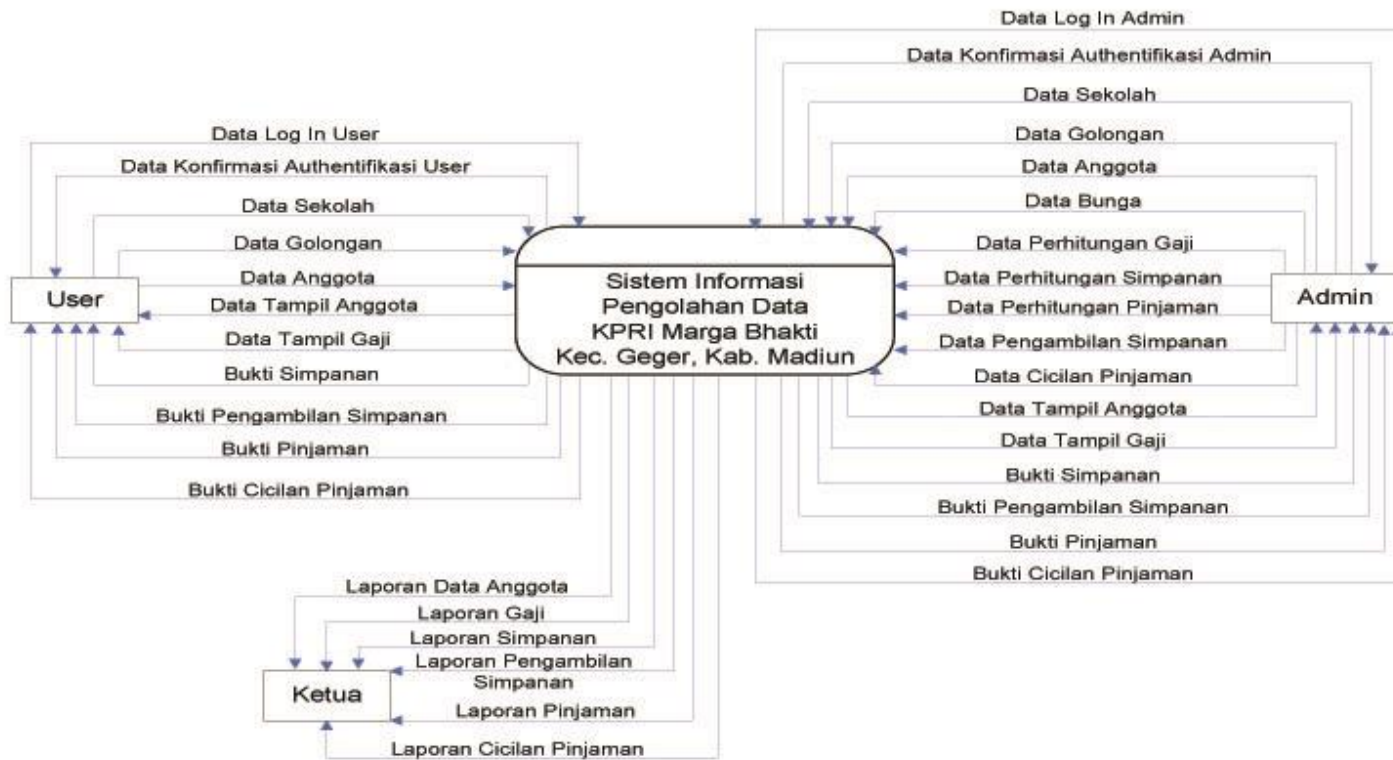 Data Log In Admin
Data Konfirmasi Authentifikasi Admin
Data Sekolah
Data Golongan
Data Anggota
Data Bunga
Data Perhitungan Gaji
Data Perhitungan Simpanan
Data Perhitungan Pinjaman
Data Pengambilan Simpanan
Data Cicilan Pinjaman
Data Tampil Anggota
Data Tampil Gaji
Bukti Simpanan
Bukti Pengambilan Simpanan
Bukti Pinjaman
Bukti Cicilan Pinjaman
Admin
Data Log In User
Data Konfirmasi Authentifikasi User
Data Sekolah
Data Golongan
Data Anggota
Data Tampil Anggota
Data Tampil Gaji
Bukti Simpanan
Bukti Pengambilan Simpanan
Bukti Pinjaman
Bukti Cicilan Pinjaman
User
Sistem Informasi
Pengolahan Data
KPRI Marga Bhakti
Kec. Geger, Kab. Madiun
Laporan Data Anggota
Laporan Gaji
Laporan Simpanan
Laporan Pengambilan
Simpanan
Laporan Pinjaman
Laporan Cicilan Pinjaman
Ketua